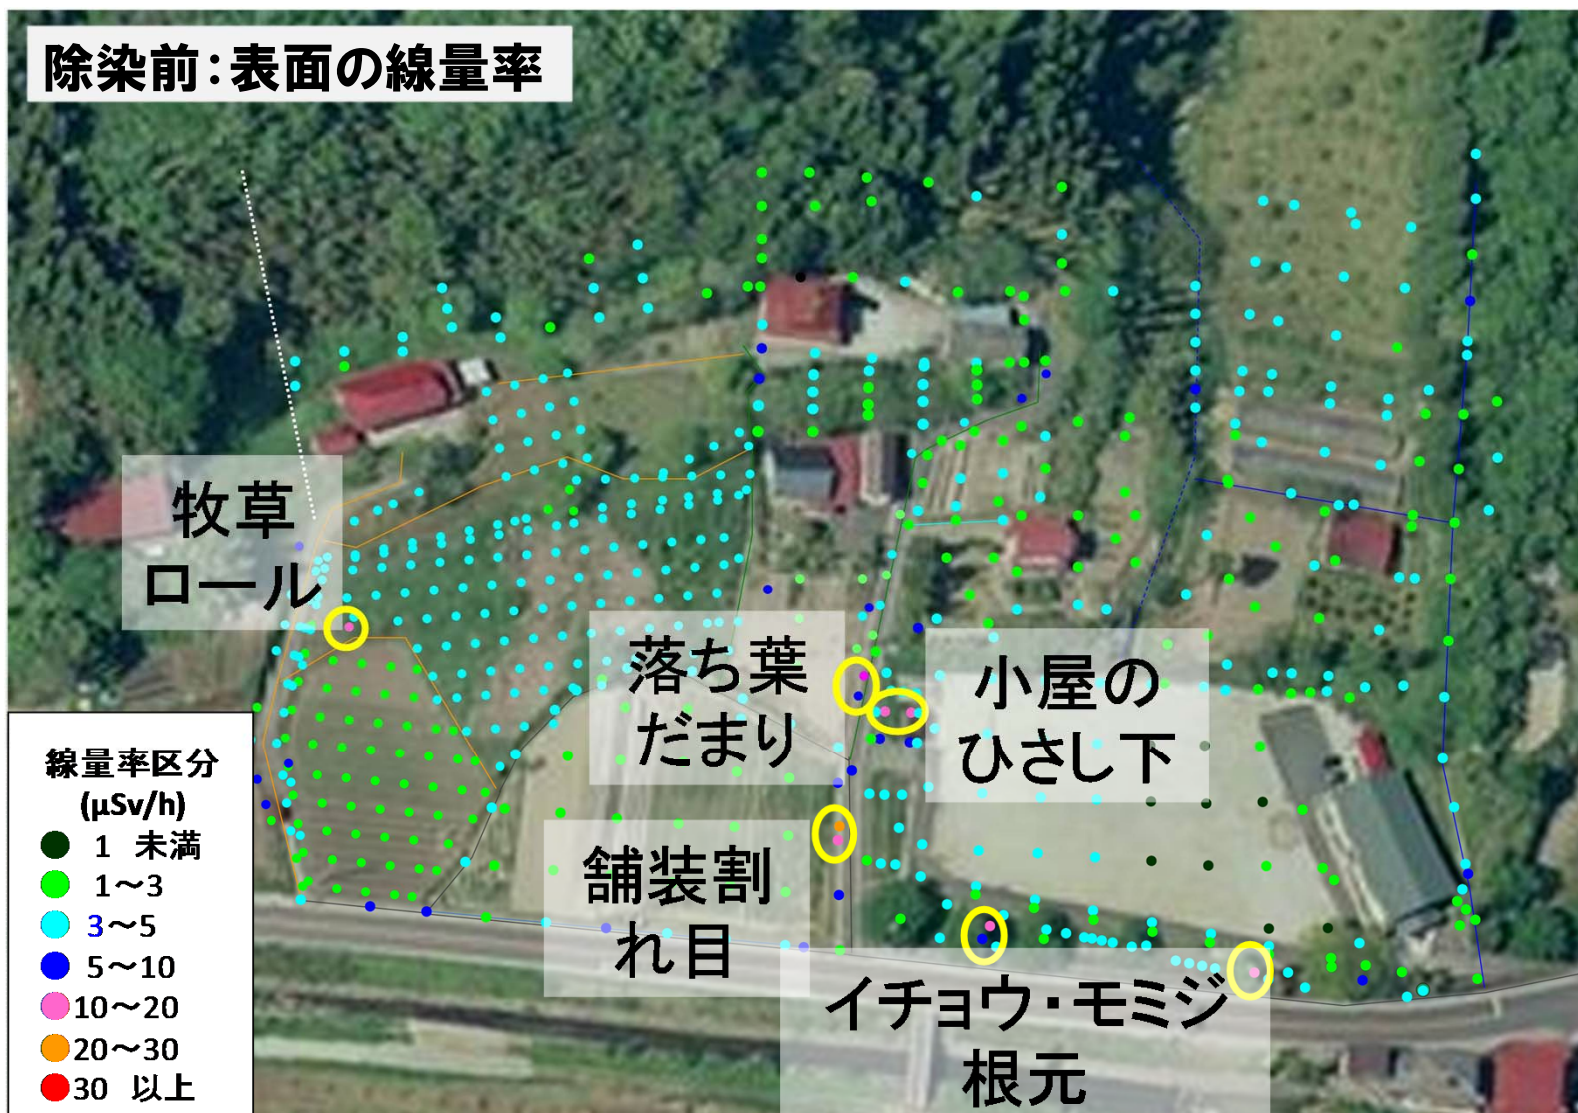 除染前:表面の線量率
牧草
ロール
落ち葉
だまり
小屋の
ひさし下
舗装割
れ目
イチョウ・モミジ
根元
線量率区分
(μSv/h)
1 未満
1～3
3～5
5～10
10～20
20～30
30 以上